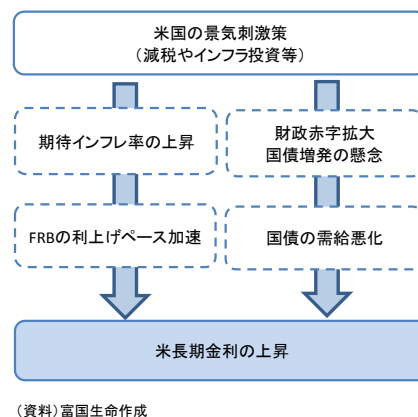 米国の景気刺激策
（減税やインフラ投資等）
期待インフレ率の上昇
財政赤字拡大
国債増発の懸念
FRBの利上げペース加速
国債の需給悪化
米長期金利の上昇
（資料）富国生命作成